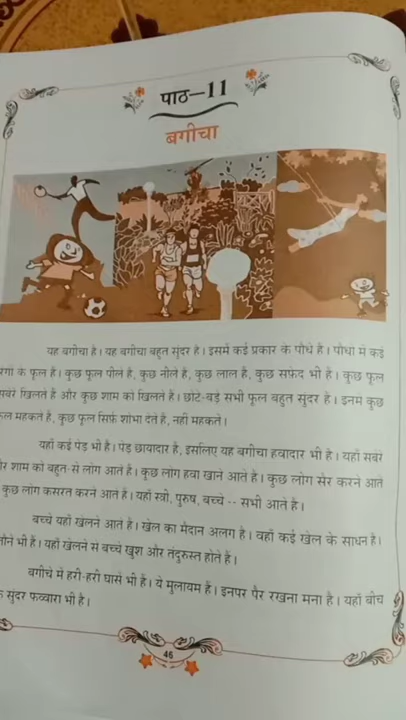 पाठ–11
बगीचा
यह बगीचा है। यह बगीचा बहुत सुंदर है। इसमें कई प्रकार के पौधे हैं। पौधों में कई
के फूल हैं। कुछ फूल पीले हैं, कुछ नीले हैं, कुछ लाल हैं, कुछ सफेद भी हैं। कुछ फूल
सबेरे खिलते हैं और कुछ शाम को खिलते हैं। छोटे-बड़े सभी फूल बहुत सुंदर हैं। इनमें कुछ
महकते हैं, कुछ फूल सिर्फ़ शोभा देते हैं, नहीं महकते।
यहाँ कई पेड़ भी हैं। पेड़ छायादार हैं, इसलिए यह बगीचा हवादार भी है। यहाँ सबेरे
शाम को बहुत-से लोग आते हैं। कुछ लोग हवा खाने आते हैं। कुछ लोग सैर करने आते
कुछ लोग कसरत करने आते हैं। यहाँ स्त्री, पुरुष, बच्चे -- सभी आते हैं।
बच्चे यहाँ खेलने आते हैं। खेल का मैदान अलग है। वहाँ कई खेल के साधन हैं।
भी हैं। यहाँ खेलने से बच्चे खुश और तंदुरुस्त होते हैं।
बगीचे में हरी-हरी घासें भी हैं। ये मुलायम हैं। इनपर पैर रखना मना है। यहाँ बीच
सुंदर फव्वारा भी है।
46